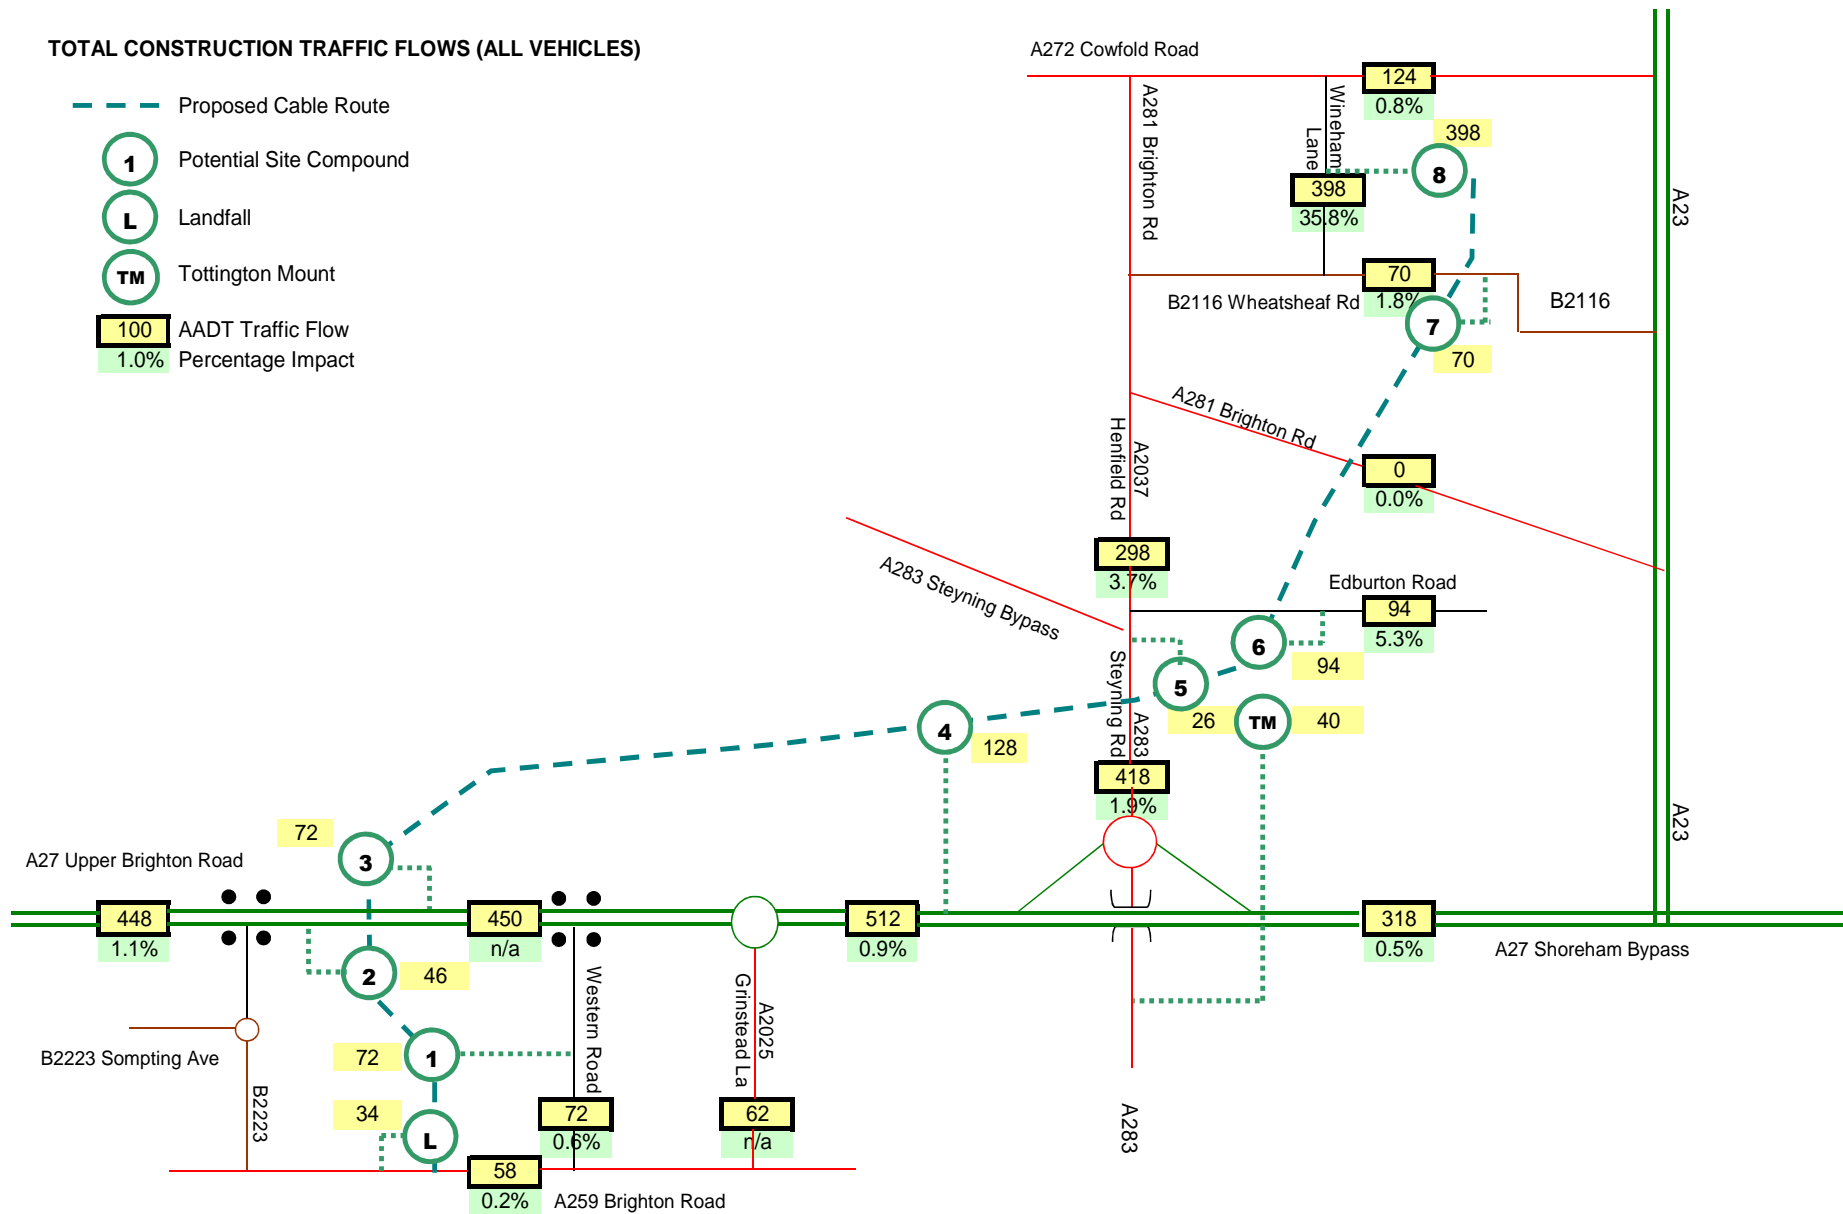 TOTAL CONSTRUCTION TRAFFIC FLOWS (ALL VEHICLES)
Proposed Cable Route
1 Potential Site Compound
L Landfall
TM Tottington Mount
100 AADT Traffic Flow
1.0% Percentage Impact
A272 Cowfold Road
124
0.8%
A281 Brighton Rd
Wineham
Lane
398
8
398
35.8%
A23
70
1.8%
B2116 Wheatsheaf Rd
B2116
7
70
A281 Brighton Rd
0
0.0%
A2037
Henfield Rd
298
3.7%
A283 Steyning Bypass
Edburton Road
94
5.3%
6
94
5
26
TM
40
4
128
A283
Steyning Rd
418
1.9%
A23
72
3
A27 Upper Brighton Road
448
1.1%
450
n/a
512
0.9%
318
0.5%
A27 Shoreham Bypass
2
46
Western Road
A2025
Grinstead La
B2223 Sompting Ave
72
1
B2223
34
L
72
0.6%
62
n/a
A283
58
0.2%
A259 Brighton Road